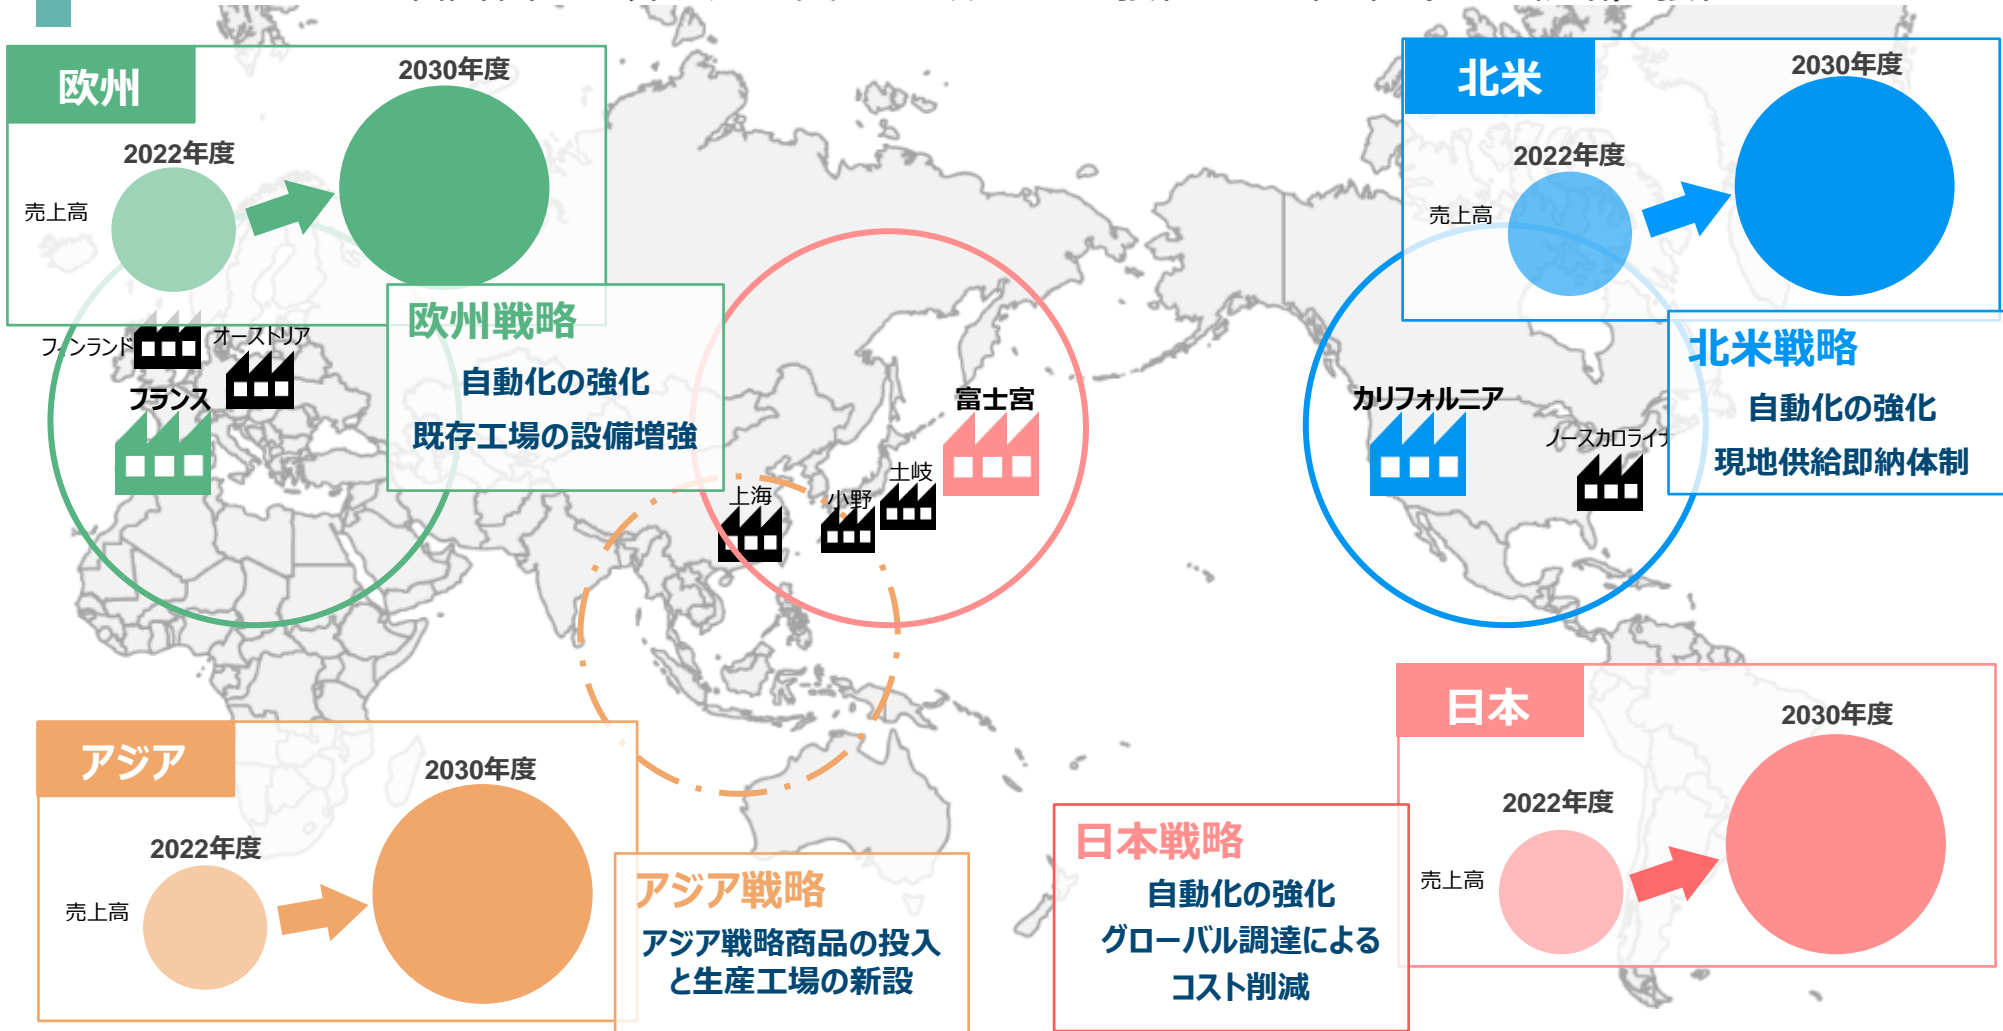 欧州
2030年度
2022年度
売上高
北米
2030年度
2022年度
売上高
フィンランド
オーストリア
フランス
欧州戦略
自動化の強化
既存工場の設備増強
富士宮
土岐
小野
上海
カリフォルニア
ノースカロライナ
北米戦略
自動化の強化
現地供給即納体制
アジア
2030年度
2022年度
売上高
アジア戦略
アジア戦略商品の投入
と生産工場の新設
日本戦略
自動化の強化
グローバル調達による
コスト削減
日本
2030年度
2022年度
売上高